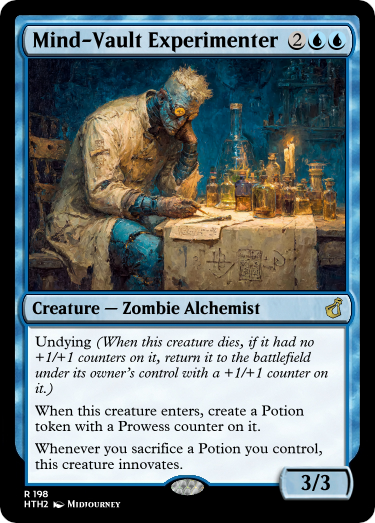 Mind-Vault Experimenter 2
Creature — Zombie Alchemist
Undying (When this creature dies, if it had no
+1/+1 counters on it, return it to the battlefield
under its owner's control with a +1/+1 counter on
it.)
When this creature enters, create a Potion
token with a Prowess counter on it.
Whenever you sacrifice a Potion you control,
this creature innovates.
3/3
R 198
HTH2 Midjourney